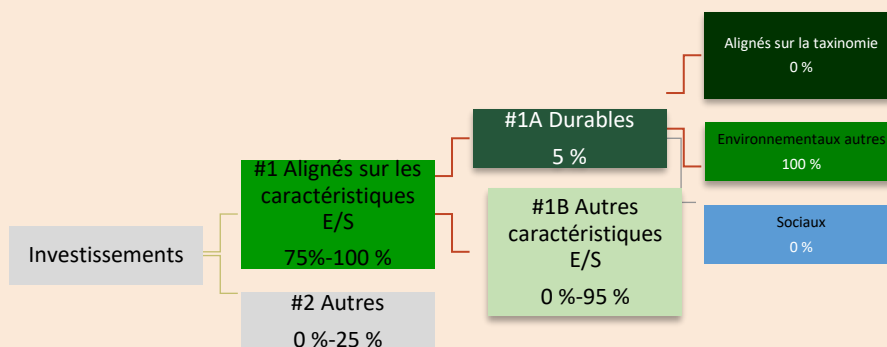 Investissements
#1 Alignés sur les
caractéristiques
E/S
75%-100 %
#2 Autres
0 %-25 %
#1A Durables
5 %
#1B Autres
caractéristiques
E/S
0 %-95 %
Alignés sur la taxinomie
0 %
Environnementaux autres
100 %
Sociaux
0 %